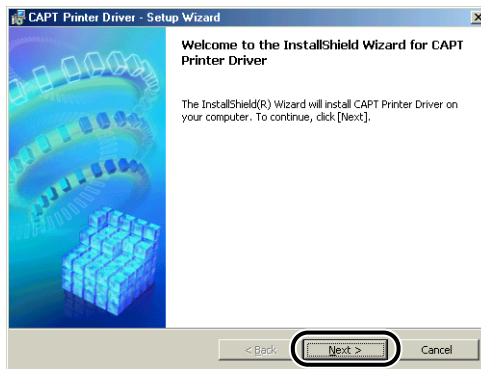 CAPT Printer Driver - Setup Wizard
Welcome to the InstallShield Wizard for CAPT
Printer Driver
The InstallShield(R) Wizard will install CAPT Printer Driver on
your computer. To continue, click [Next].
< Back
Next >
Cancel